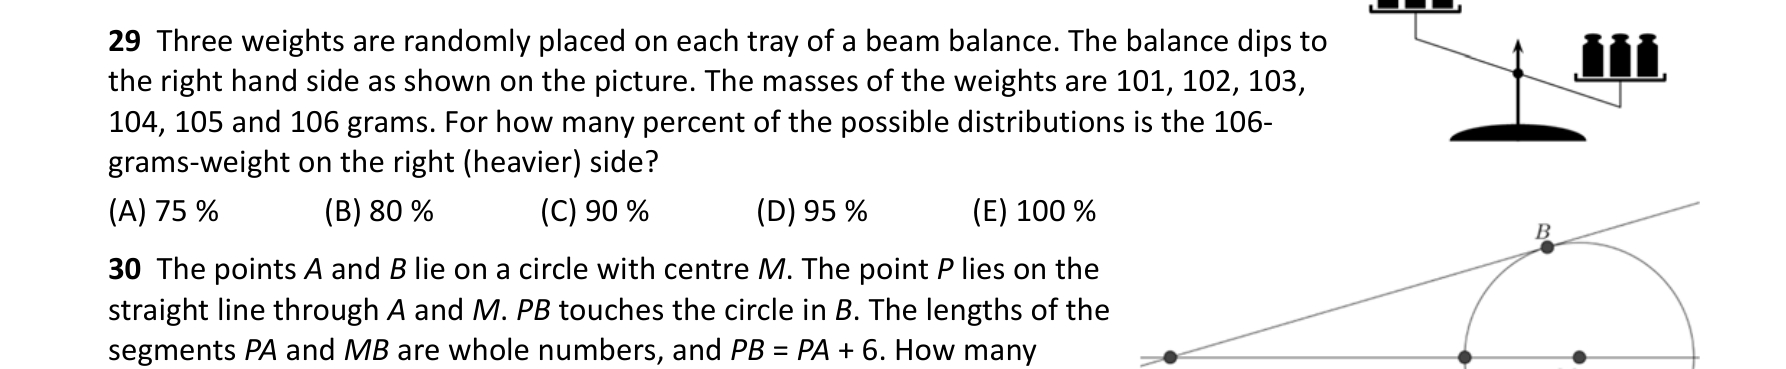 29 Three weights are randomly placed on each tray of a beam balance. The balance dips to
the right hand side as shown on the picture. The masses of the weights are 101, 102, 103,
104, 105 and 106 grams. For how many percent of the possible distributions is the 106-
grams-weight on the right (heavier) side?
(A) 75 % (B) 80 % (C) 90 % (D) 95 % (E) 100 %
30 The points A and B lie on a circle with centre M. The point P lies on the
straight line through A and M. PB touches the circle in B. The lengths of the
segments PA and MB are whole numbers, and PB = PA + 6. How many
B